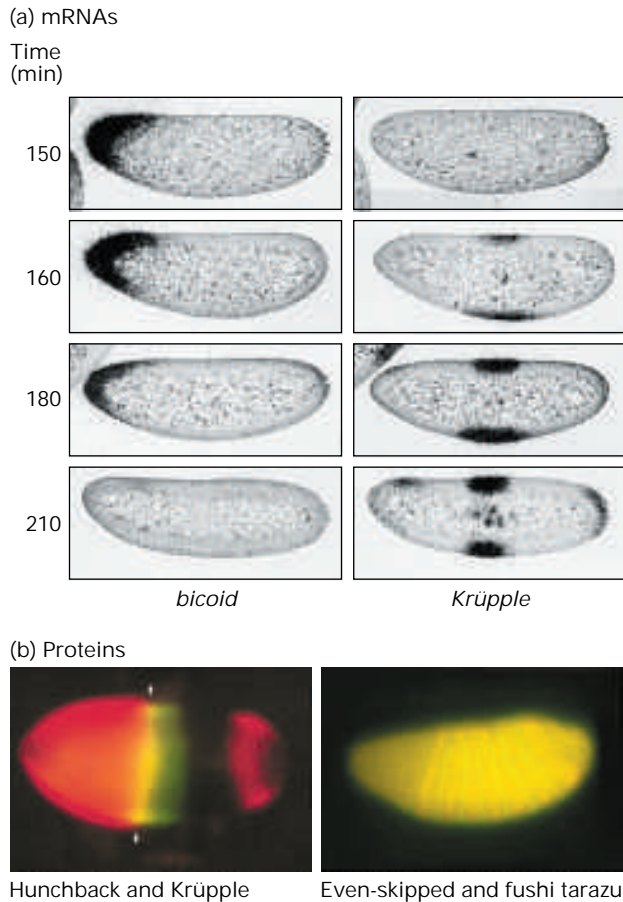 (a) mRNAs
Time
(min)
150
160
180
210
bicoid
Krüpple
(b) Proteins
Hunchback and Krüpple
Even-skipped and fushi tarazu